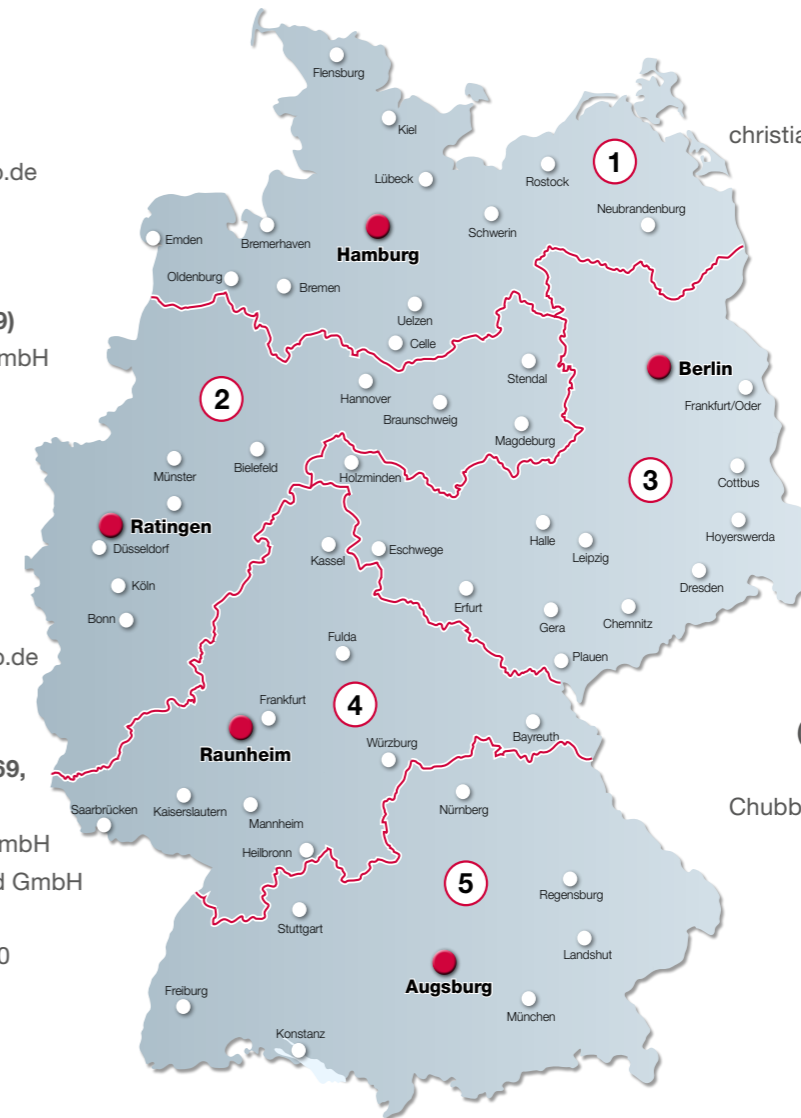 Flensburg
Kiel
christia
o.de
Lübeck
Rostock
1
Neubrandenburg
Schwerin
Emden
Bremerhaven
Hamburg
Oldenburg
Bremen
Uelzen
9)
Celle
mbH
Stendal
Berlin
Hannover
2
Braunschweig
Frankfurt/Oder
Magdeburg
Münster
Bielefeld
Holzminden
3
Cottbus
Ratingen
Düsseldorf
Kassel
Eschwege
Halle
Leipzig
Hoyerswerda
Köln
Erfurt
Dresden
Bonn
Gera
Chemnitz
Fulda
o.de
Plauen
Frankfurt
4
Raunheim
Würzburg
Bayreuth
69,
Saarbrücken
Kaiserslautern
Mannheim
Nürnberg
Chubb
mbH
Heilbronn
d GmbH
5
Regensburg
Stuttgart
0
Landshut
Augsburg
Freiburg
München
Konstanz